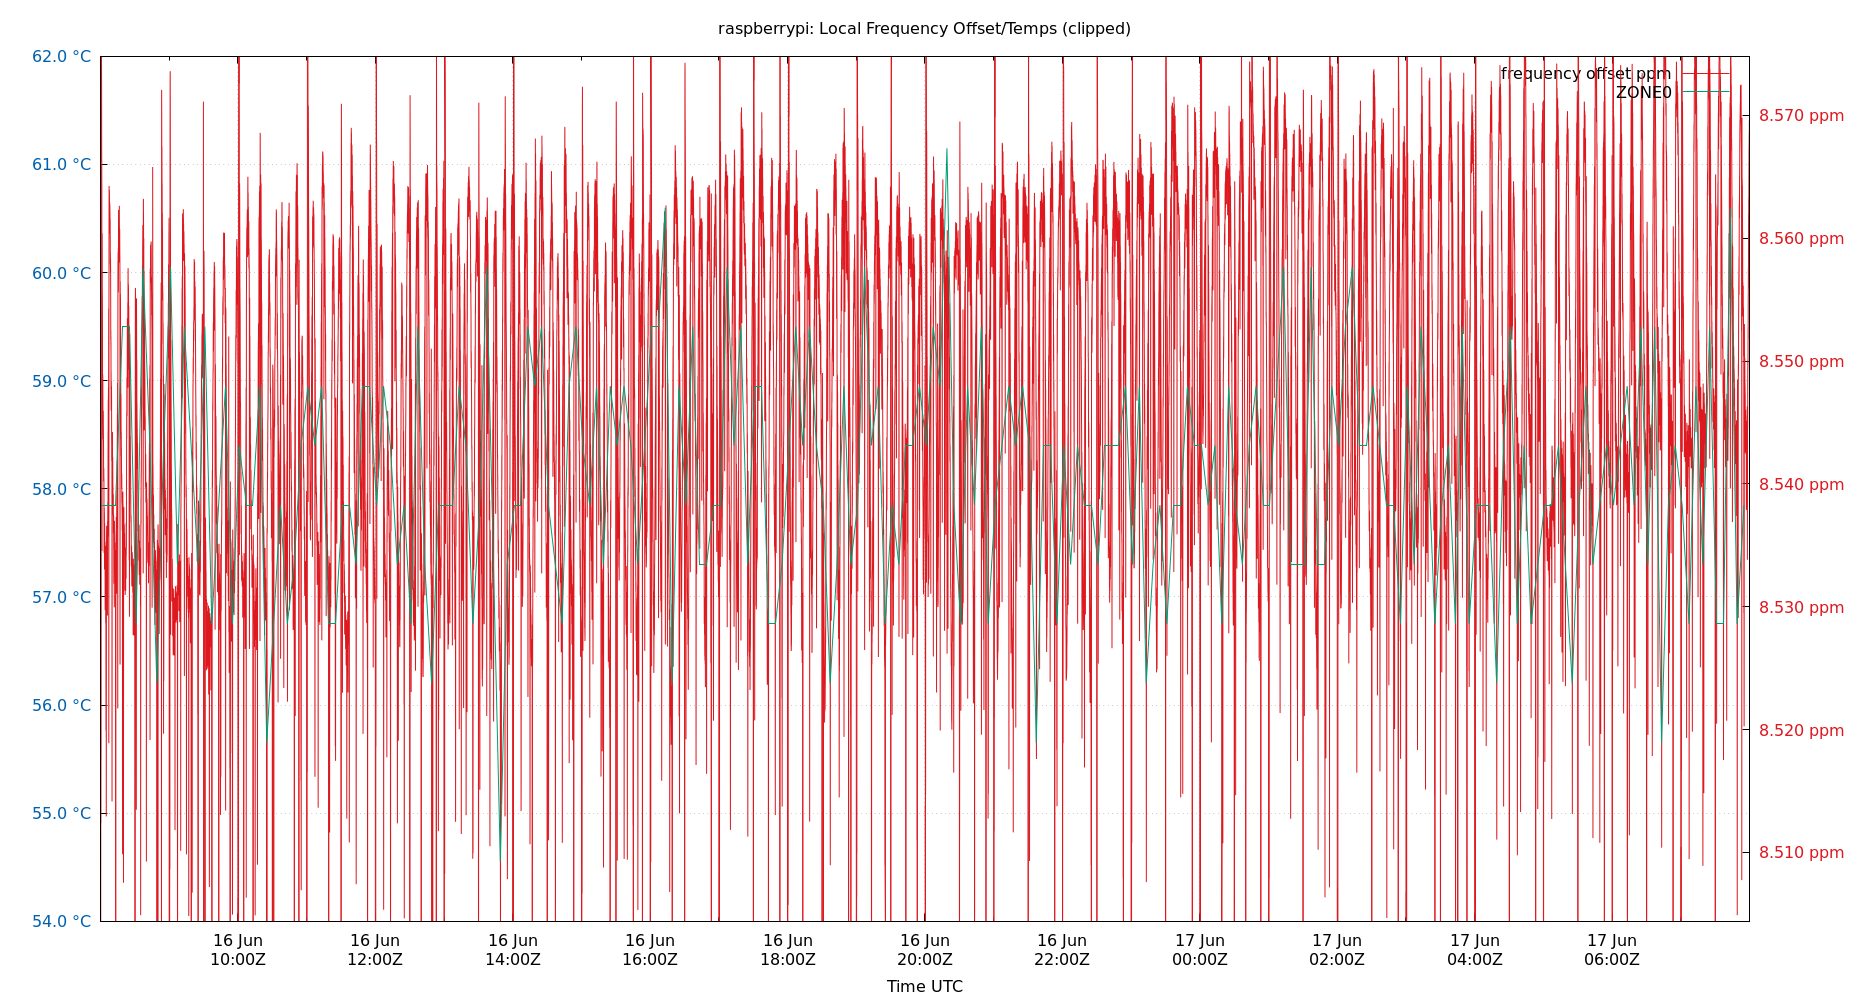 raspberrypi: Local Frequency Offset/Temps (clipped)
62.0 °C
61.0 °C
60.0 °C
59.0 °C
58.0 °C
57.0 °C
56.0 °C
55.0 °C
54.0 °C
frequency offset ppm
ZONE0
8.570 ppm
8.560 ppm
8.550 ppm
8.540 ppm
8.530 ppm
8.520 ppm
8.510 ppm
16 Jun 16 Jun 16 Jun 16 Jun 16 Jun 16 Jun 16 Jun 17 Jun 17 Jun 17 Jun 17 Jun
10:00Z 12:00Z 14:00Z 16:00Z 18:00Z 20:00Z 22:00Z 00:00Z 02:00Z 04:00Z 06:00Z
Time UTC